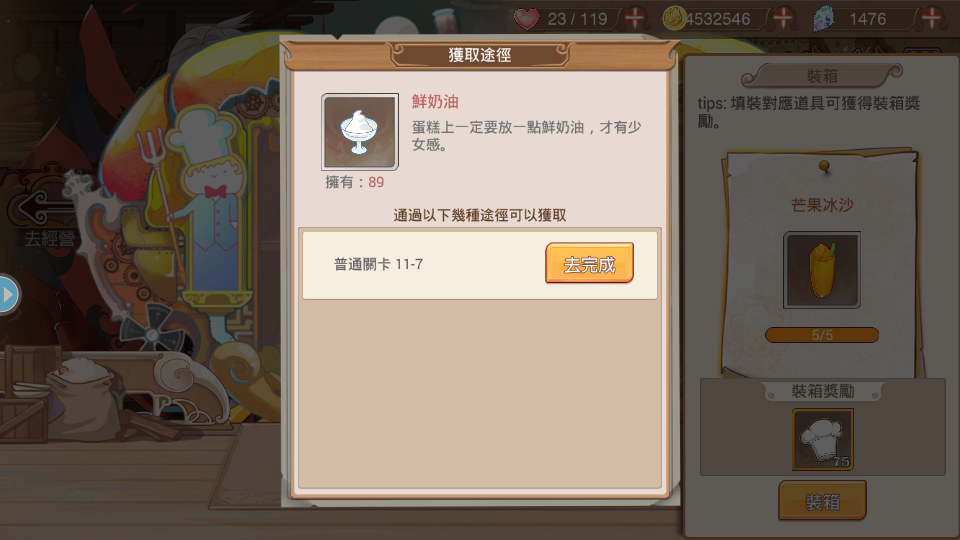 23 / 119
4532546
1476
獲取途徑
鮮奶油
蛋糕上一定要放一點鮮奶油，才有少
女感。
擁有：89
通過以下幾種途徑可以獲取
普通關卡 11-7
去完成
去經營
裝箱
tips: 填裝對應道具可獲得裝箱獎
勵。
芒果冰沙
5/5
裝箱獎勵
75
裝箱